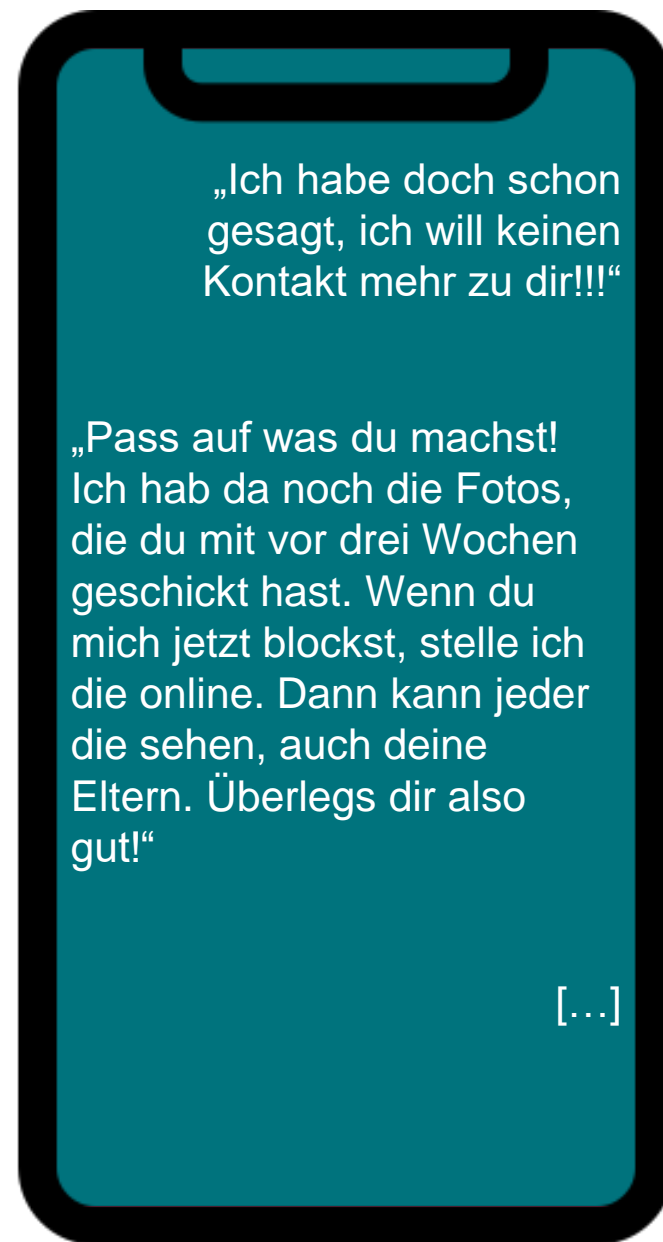 „Ich habe doch schon
gesagt, ich will keinen
Kontakt mehr zu dir!!!“
„Pass auf was du machst!
Ich hab da noch die Fotos,
die du mit vor drei Wochen
geschickt hast. Wenn du
mich jetzt blockst, stelle ich
die online. Dann kann jeder
die sehen, auch deine
Eltern. Überlegs dir also
gut!“
[…]